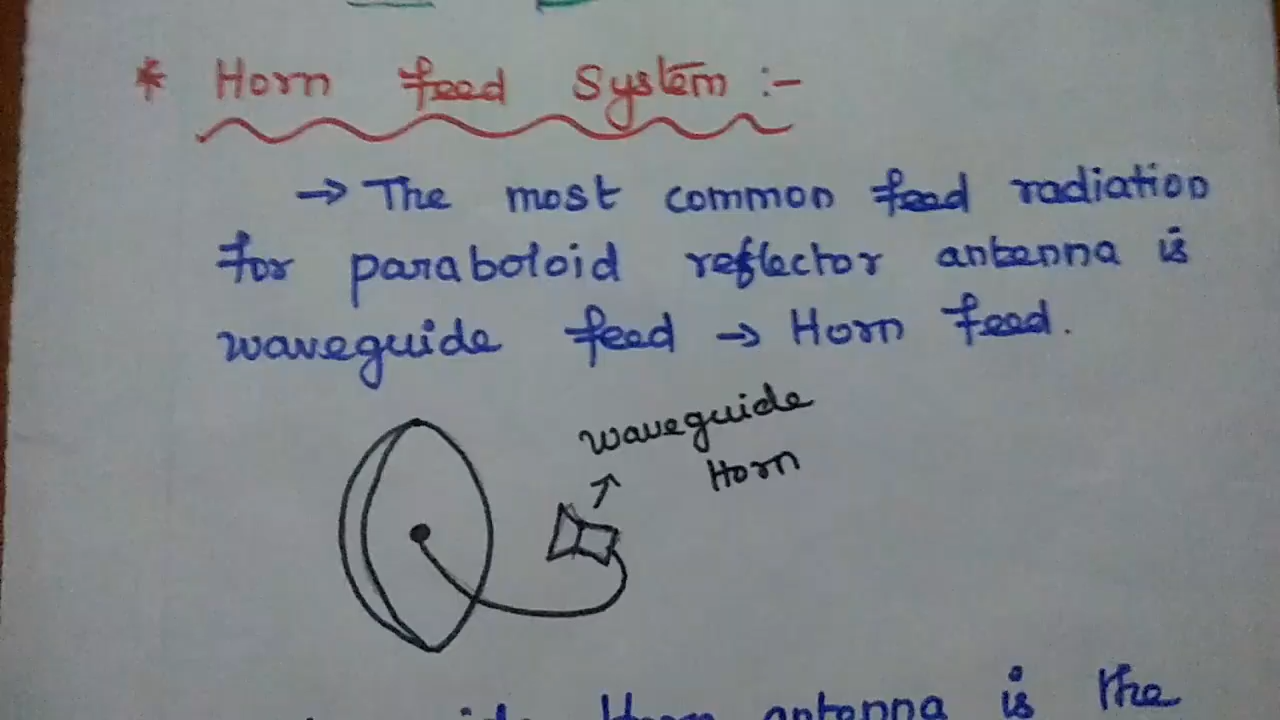 * Horn feed System :-
→ The most common feed radiation
for paraboloid reflector antenna is
waveguide feed → Horn feed.
waveguide
Horn
Horn antenna is the